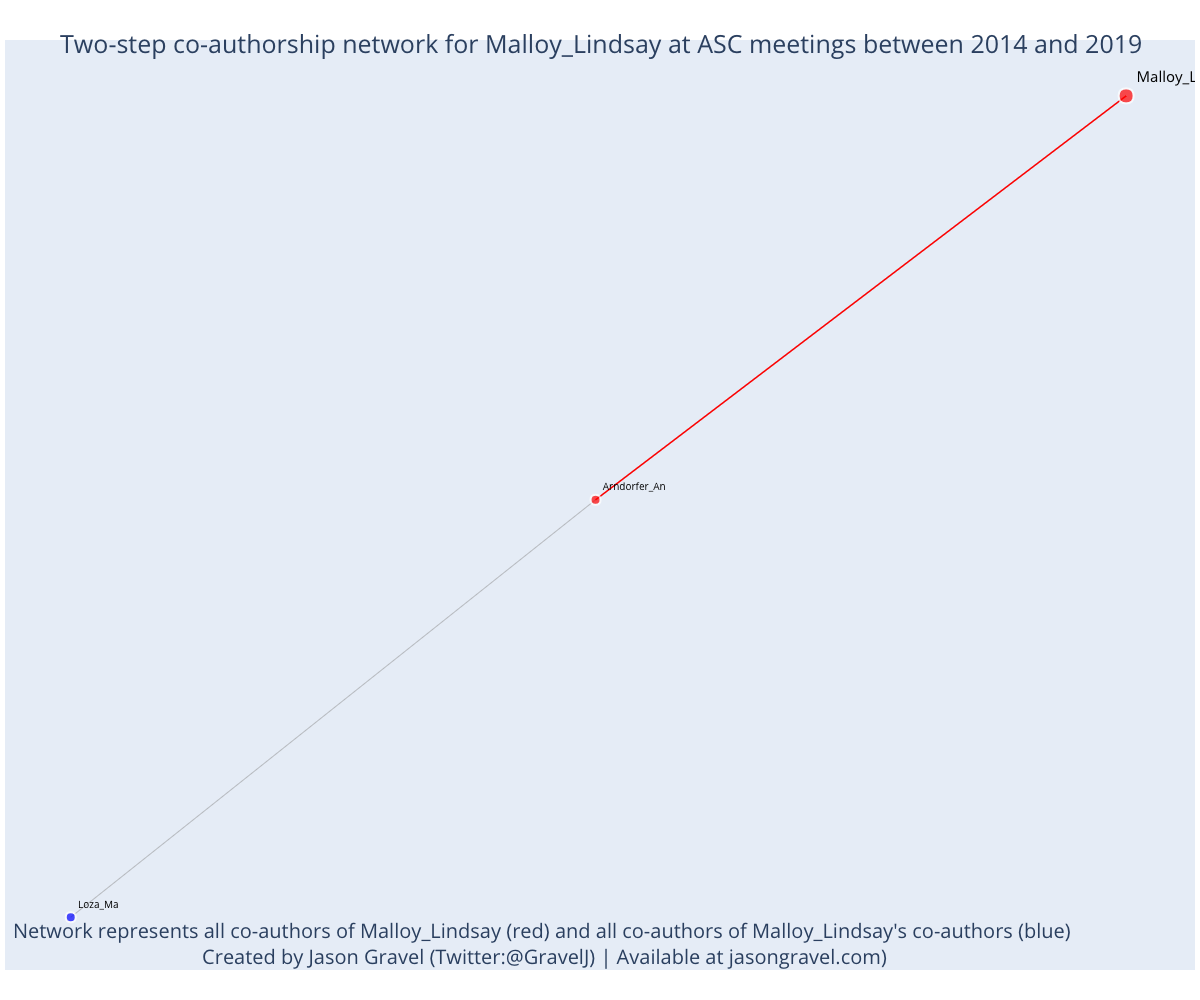 Two-step co-authorship network for Malloy_Lindsay at ASC meetings between 2014 and 2019
Malloy_L
Arndorfer_An
Loza_Ma
Network represents all co-authors of Malloy_Lindsay (red) and all co-authors of Malloy_Lindsay's co-authors (blue)
Created by Jason Gravel (Twitter:@GravelJ) | Available at jasongravel.com)